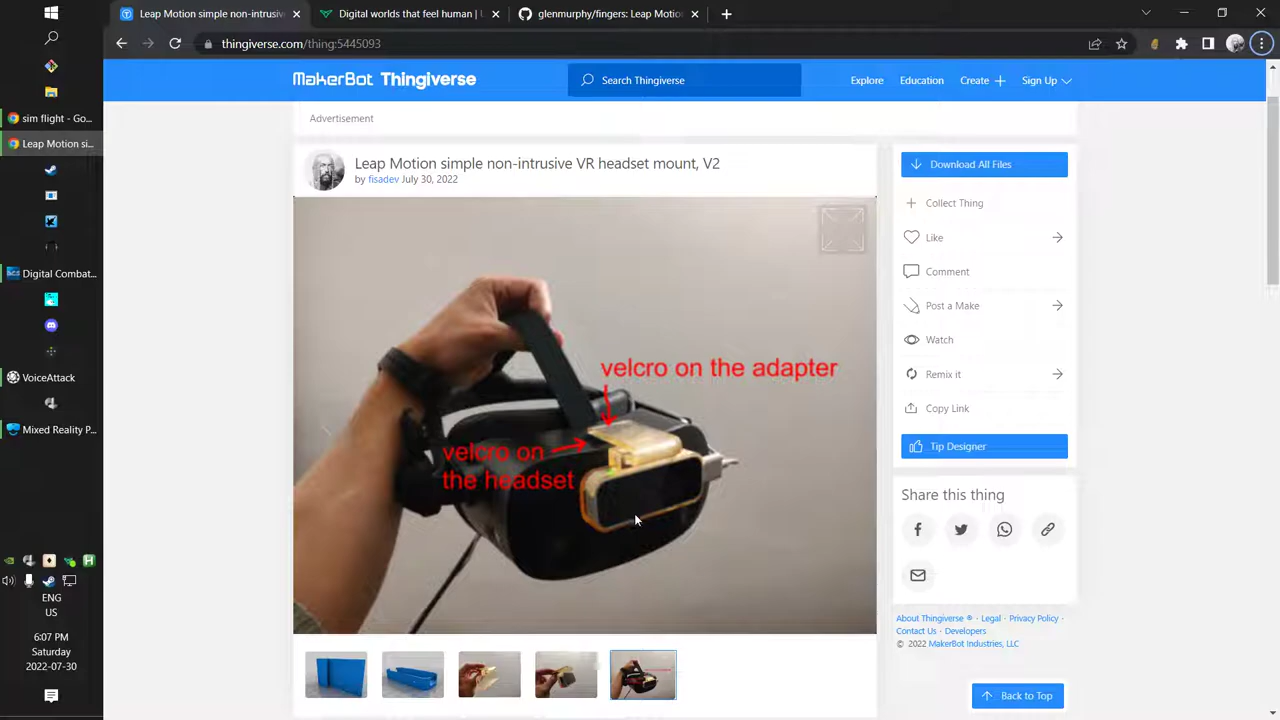 Leap Motion simple non-intrusive
Digital worlds that feel human | U
glenmurphy/fingers: Leap Motion
thingiverse.com/thing:5445093
MakerBot Thingiverse
Search Thingiverse
Explore
Education
Create
Sign Up
sim flight - Go...
Leap Motion si...
Digital Combat...
VoiceAttack
Mixed Reality P...
ENG
US
6:07 PM
Saturday
2022-07-30
Advertisement
Leap Motion simple non-intrusive VR headset mount, V2
by fisadev July 30, 2022
velcro on the adapter
velcro on
the headset
Download All Files
Collect Thing
Like
Comment
Post a Make
Watch
Remix it
Copy Link
Tip Designer
Share this thing
About Thingiverse ® · Legal · Privacy Policy ·
Contact Us · Developers
© 2022 MakerBot Industries, LLC
Back to Top